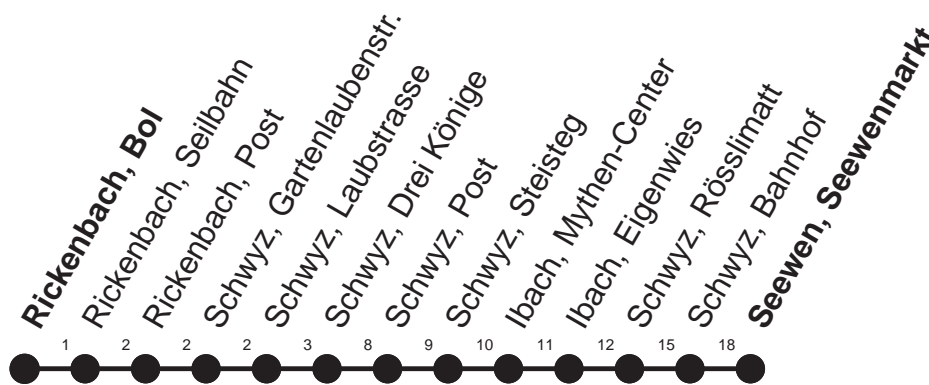 Rickenbach, Bol
Rickenbach, Seilbahn
Rickenbach, Post
Schwyz, Gartenlaubenstr.
Schwyz, Laubstrasse
Schwyz, Drei Könige
Schwyz, Post
Schwyz, Steisteg
Ibach, Mythen-Center
Ibach, Eigenwies
Schwyz, Rösslimatt
Schwyz, Bahnhof
Seewen, Seewenmarkt
1 2 2 2 3 8 9 10 11 12 15 18